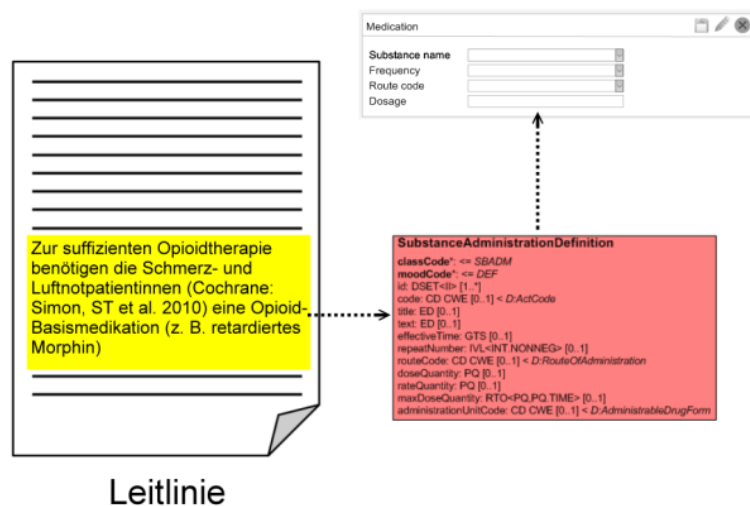 Medication
Substance name
Frequency
Route code
Dosage
Zur suffizienten Opioidtherapie
benötigen die Schmerz- und
Luftnotpatientinnen (Cochrane:
Simon, ST et al. 2010) eine Opioid-
Basismedikation (z. B. retardiertes
Morphin)
SubstanceAdministrationDefinition
classCode*: <= SBADM
moodCode*: <= DEF
id: DSET<II> [1..*]
code: CD CWE [0..1] < D:ActCode
title: ED [0..1]
text: ED [0..1]
effectiveTime: GTS [0..1]
repeatNumber: IVL<INT.NONNEG> [0..1]
routeCode: CD CWE [0..1] < D:RouteOfAdministration
doseQuantity: PQ [0..1]
rateQuantity: PQ [0..1]
maxDoseQuantity: RTO<PQ,PQ.TIME> [0..1]
administrationUnitCode: CD CWE [0..1] < D:AdministrableDrugForm
Leitlinie